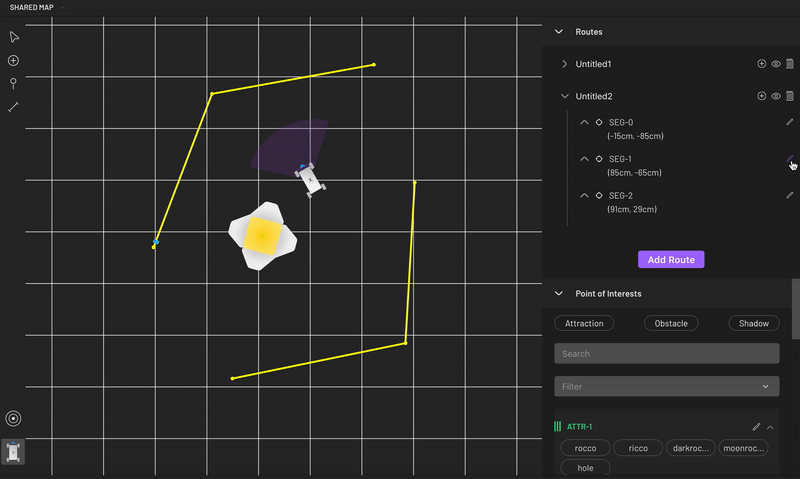 SHARED MAP
Routes
Untitled1
Untitled2
SEG-0
(-15cm, -85cm)
SEG-1
(85cm, -65cm)
SEG-2
(91cm, 29cm)
Add Route
Point of Interests
Attraction
Obstacle
Shadow
Search
Filter
ATTR-1
rocco
ricco
darkroc...
moonroc...
hole